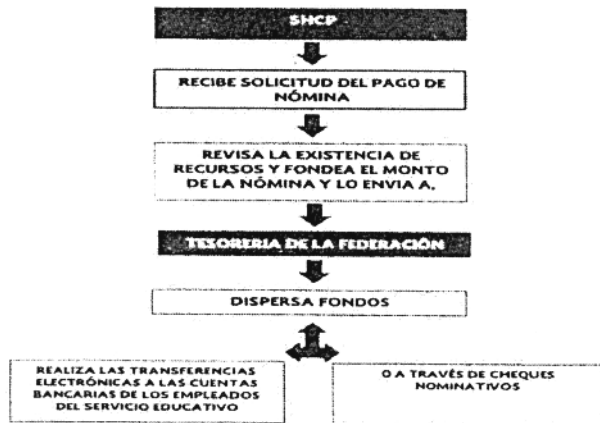 SHCP
RECIBE SOLICITUD DEL PAGO DE
NÓMINA
REVISA LA EXISTENCIA DE
RECURSOS Y FONDEA EL MONTO
DE LA NÓMINA Y LO ENVIA A.
TESORERIA DE LA FEDERACIÓN
DISPERSA FONDOS
REALIZA LAS TRANSFERENCIAS
ELECTRÓNICAS A LAS CUENTAS
BANCARIAS DE LOS EMPLEADOS
DEL SERVICIO EDUCATIVO
O A TRAVÉS DE CHEQUES
NOMINATIVOS